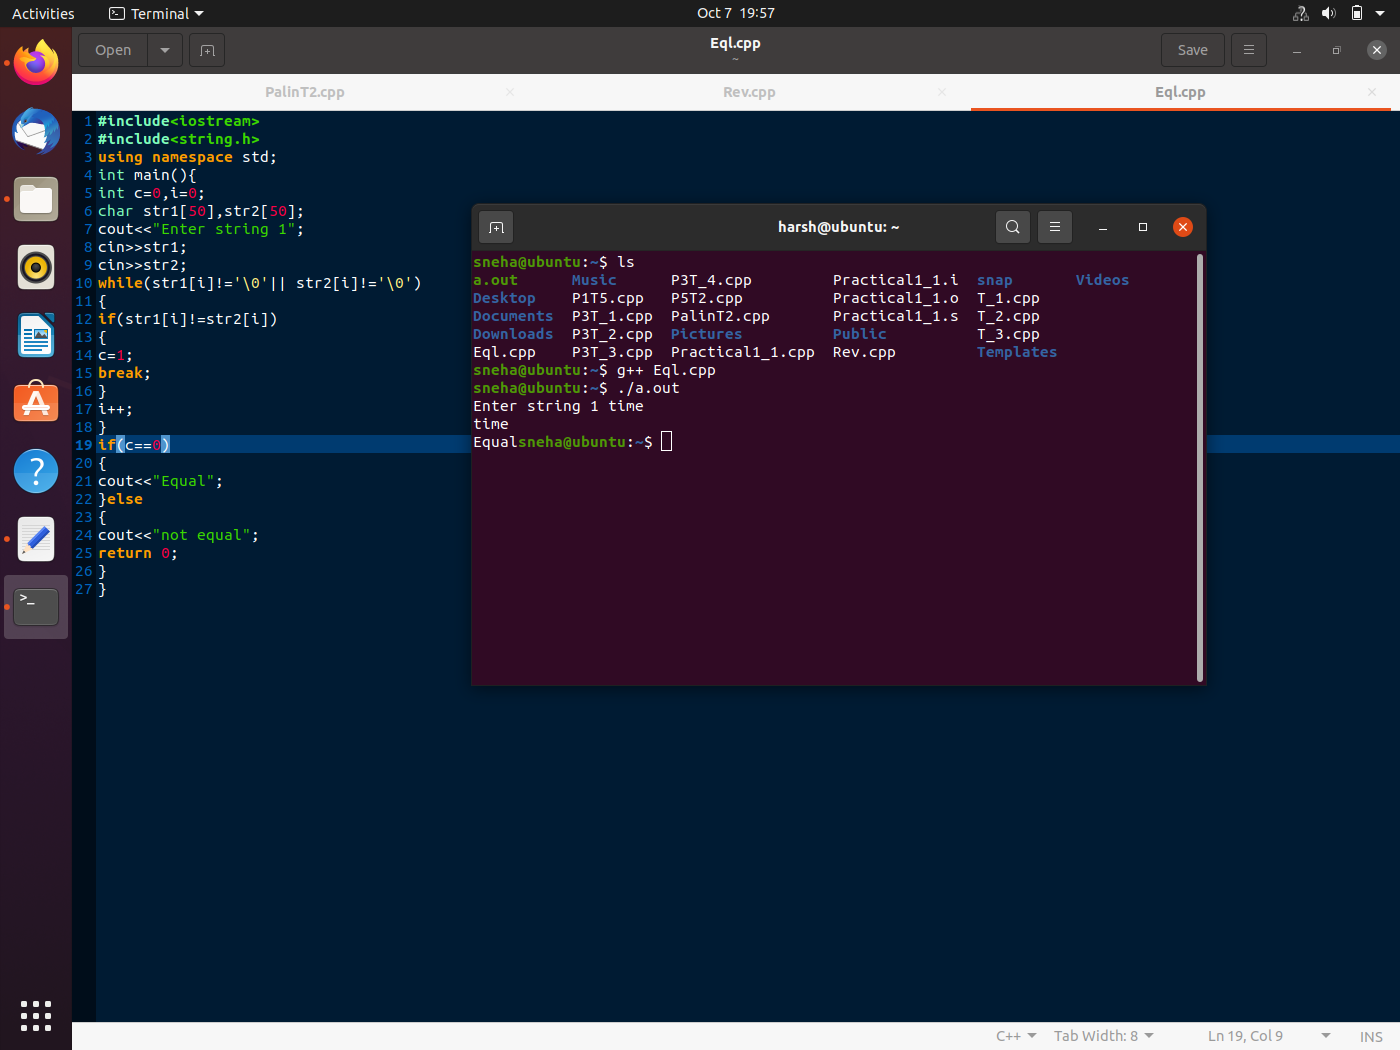 Activities Terminal Oct 7 19:57
Open Eql.cpp Save
~
PalinT2.cpp × Rev.cpp × Eql.cpp ×
1 #include<iostream>
2 #include<string.h>
3 using namespace std;
4 int main(){
5 int c=0,i=0;
6 char str1[50],str2[50];
7 cout<<"Enter string 1";
8 cin>>str1;
9 cin>>str2;
10 while(str1[i]!='\0'|| str2[i]!='\0')
11 {
12 if(str1[i]!=str2[i])
13 {
14 c=1;
15 break;
16 }
17 i++;
18 }
19 if(c==0)
20 {
21 cout<<"Equal";
22 }else
23 {
24 cout<<"not equal";
25 return 0;
26 }
27 }
harsh@ubuntu: ~
sneha@ubuntu:~$ ls
a.out Music P3T_4.cpp Practical1_1.i snap Videos
Desktop P1T5.cpp P5T2.cpp Practical1_1.o T_1.cpp
Documents P3T_1.cpp PalinT2.cpp Practical1_1.s T_2.cpp
Downloads P3T_2.cpp Pictures Public T_3.cpp
Eql.cpp P3T_3.cpp Practical1_1.cpp Rev.cpp Templates
sneha@ubuntu:~$ g++ Eql.cpp
sneha@ubuntu:~$ ./a.out
Enter string 1 time
time
Equalsneha@ubuntu:~$
C++ Tab Width: 8 Ln 19, Col 9 INS